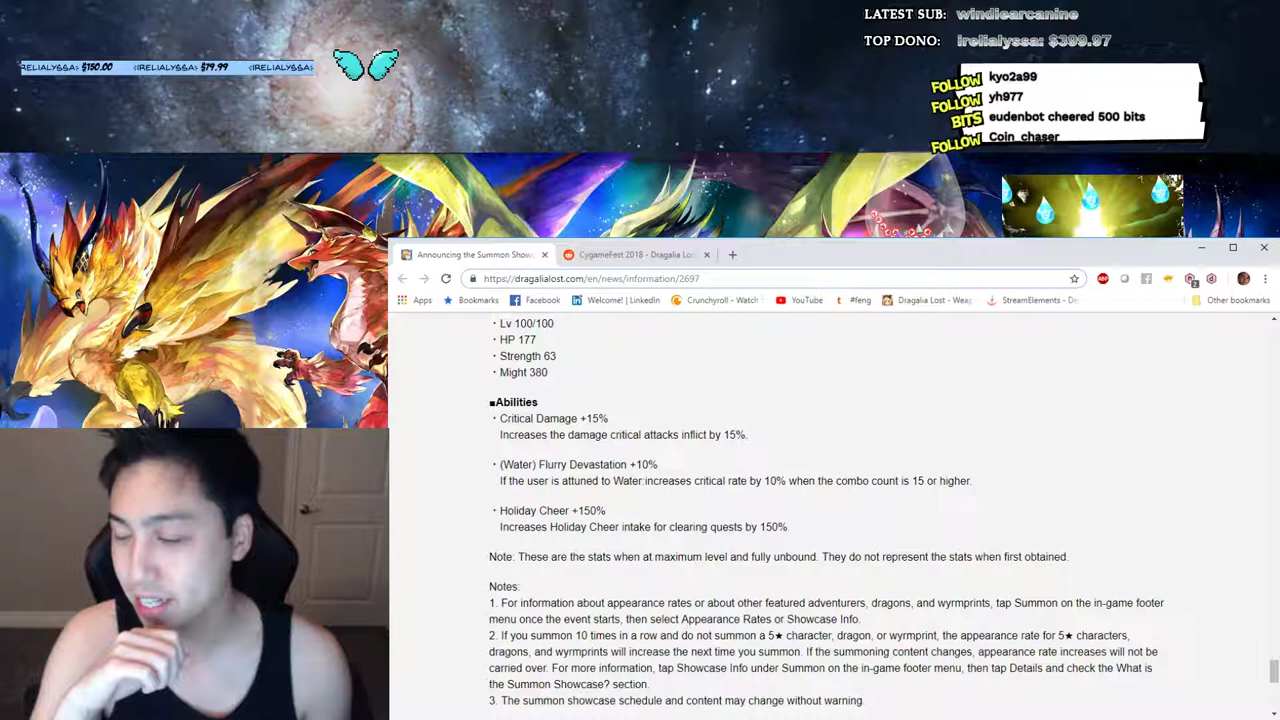 LATEST SUB: windiearcanine
TOP DONO: irelialyssa: $399.97
IRELIALYSSA: $150.00 IRELIALYSSA: $79.99 IRELIALYSSA:
FOLLOW kyo2a99
FOLLOW yh977
BITS eudenbot cheered 500 bits
FOLLOW Coin_chaser
Announcing the Summon Show
CygameFest 2018 - Dragalia Los
https://dragalialost.com/en/news/information/2697
Apps Bookmarks Facebook Welcome! | LinkedIn Crunchyroll - Watch YouTube #feng Dragalia Lost - Weap StreamElements - De Other bookmarks
・Lv 100/100
・HP 177
・Strength 63
・Might 380
■Abilities
・Critical Damage +15%
Increases the damage critical attacks inflict by 15%.
・(Water) Flurry Devastation +10%
If the user is attuned to Water:increases critical rate by 10% when the combo count is 15 or higher.
・Holiday Cheer +150%
Increases Holiday Cheer intake for clearing quests by 150%
Note: These are the stats when at maximum level and fully unbound. They do not represent the stats when first obtained.
Notes:
1. For information about appearance rates or about other featured adventurers, dragons, and wyrmprints, tap Summon on the in-game footer
menu once the event starts, then select Appearance Rates or Showcase Info.
2. If you summon 10 times in a row and do not summon a 5★ character, dragon, or wyrmprint, the appearance rate for 5★ characters,
dragons, and wyrmprints will increase the next time you summon. If the summoning content changes, appearance rate increases will not be
carried over. For more information, tap Showcase Info under Summon on the in-game footer menu, then tap Details and check the What is
the Summon Showcase? section.
3. The summon showcase schedule and content may change without warning.